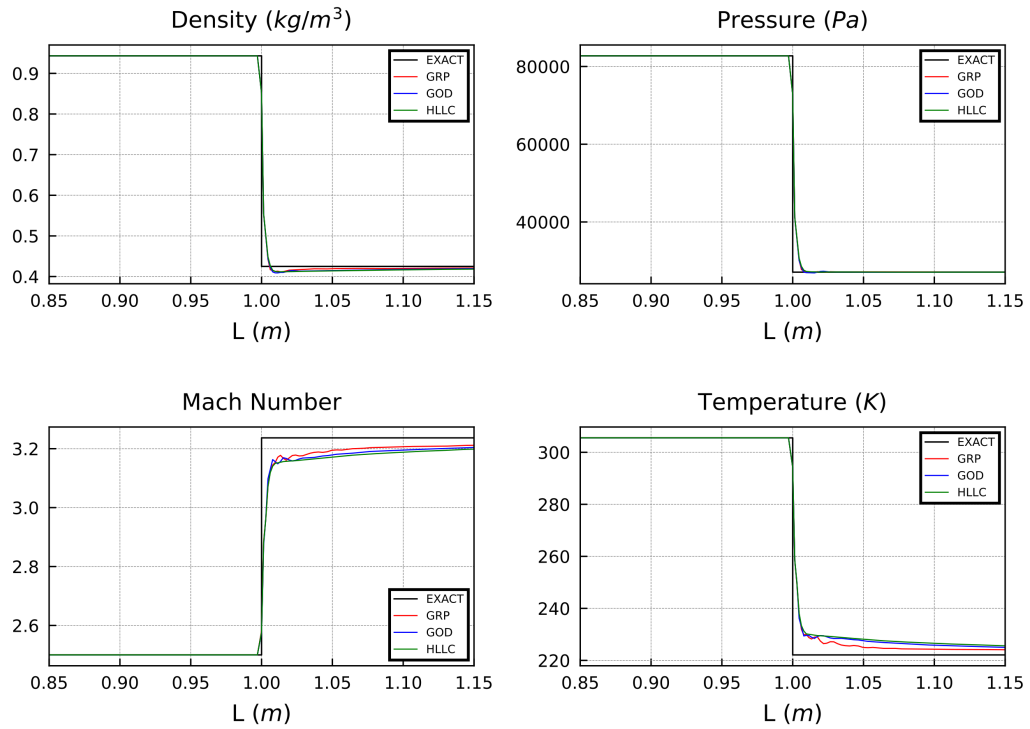 Density (kg/m³)
0.9
0.8
0.7
0.6
0.5
0.4
0.85 0.90 0.95 1.00 1.05 1.10 1.15
L (m)
EXACT
GRP
GOD
HLLC
Pressure (Pa)
80000
60000
40000
0.85 0.90 0.95 1.00 1.05 1.10 1.15
L (m)
EXACT
GRP
GOD
HLLC
Mach Number
3.2
3.0
2.8
2.6
0.85 0.90 0.95 1.00 1.05 1.10 1.15
L (m)
EXACT
GRP
GOD
HLLC
Temperature (K)
300
280
260
240
220
0.85 0.90 0.95 1.00 1.05 1.10 1.15
L (m)
EXACT
GRP
GOD
HLLC